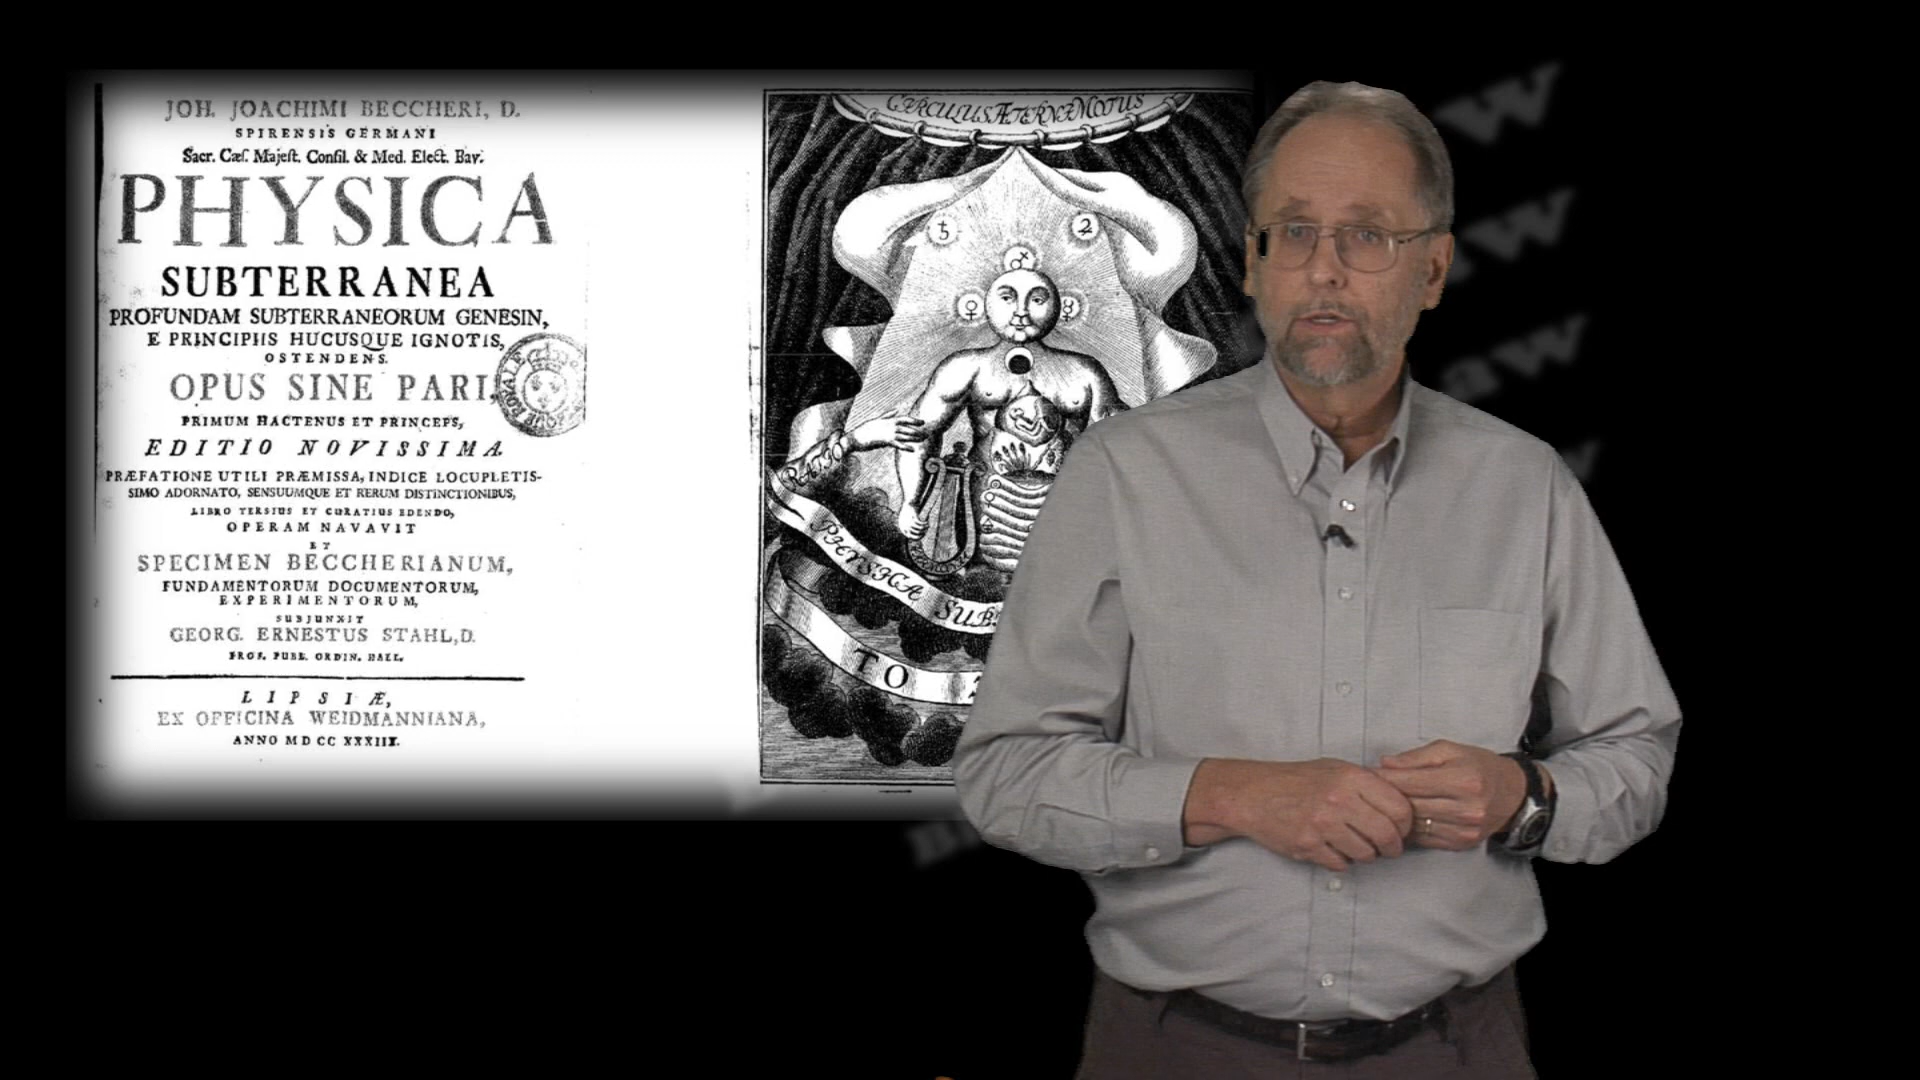 JOH. JOACHIMI BECCHERI, D.
SPIRENSIS GERMANI
Sacr. Cæs. Majest. Consil. & Med. Elect. Bav.
PHYSICA
SUBTERRANEA
PROFUNDAM SUBTERRANEORUM GENESIN,
E PRINCIPIIS HUCUSQUE IGNOTIS,
OSTENDENS.
OPUS SINE PARI,
PRIMUM HACTENUS ET PRINCEPS,
EDITIO NOVISSIMA.
PRÆFATIONE UTILI PRÆMISSA, INDICE LOCUPLETIS-
SIMO ADORNATO, SENSUUMQUE ET RERUM DISTINCTIONIBUS,
LIBRO TERSIUS ET CURATIUS EDENDO,
OPERAM NAVAVIT
ET
SPECIMEN BECCHERIANUM,
FUNDAMENTORUM DOCUMENTORUM,
EXPERIMENTORUM,
SUBJUNXIT
GEORG. ERNESTUS STAHL, D.
PROF. PUBL. ORDIN. HALL.
LIPSIÆ,
EX OFFICINA WEIDMANNIANA,
ANNO MDCCXXXIII.
CIRCULUS ÆTERNI MOTUS
RATIO
PHYSICA SUB
TO